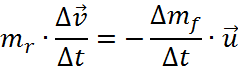 m_r · Δv⃗/Δt = − Δm_f/Δt · u⃗